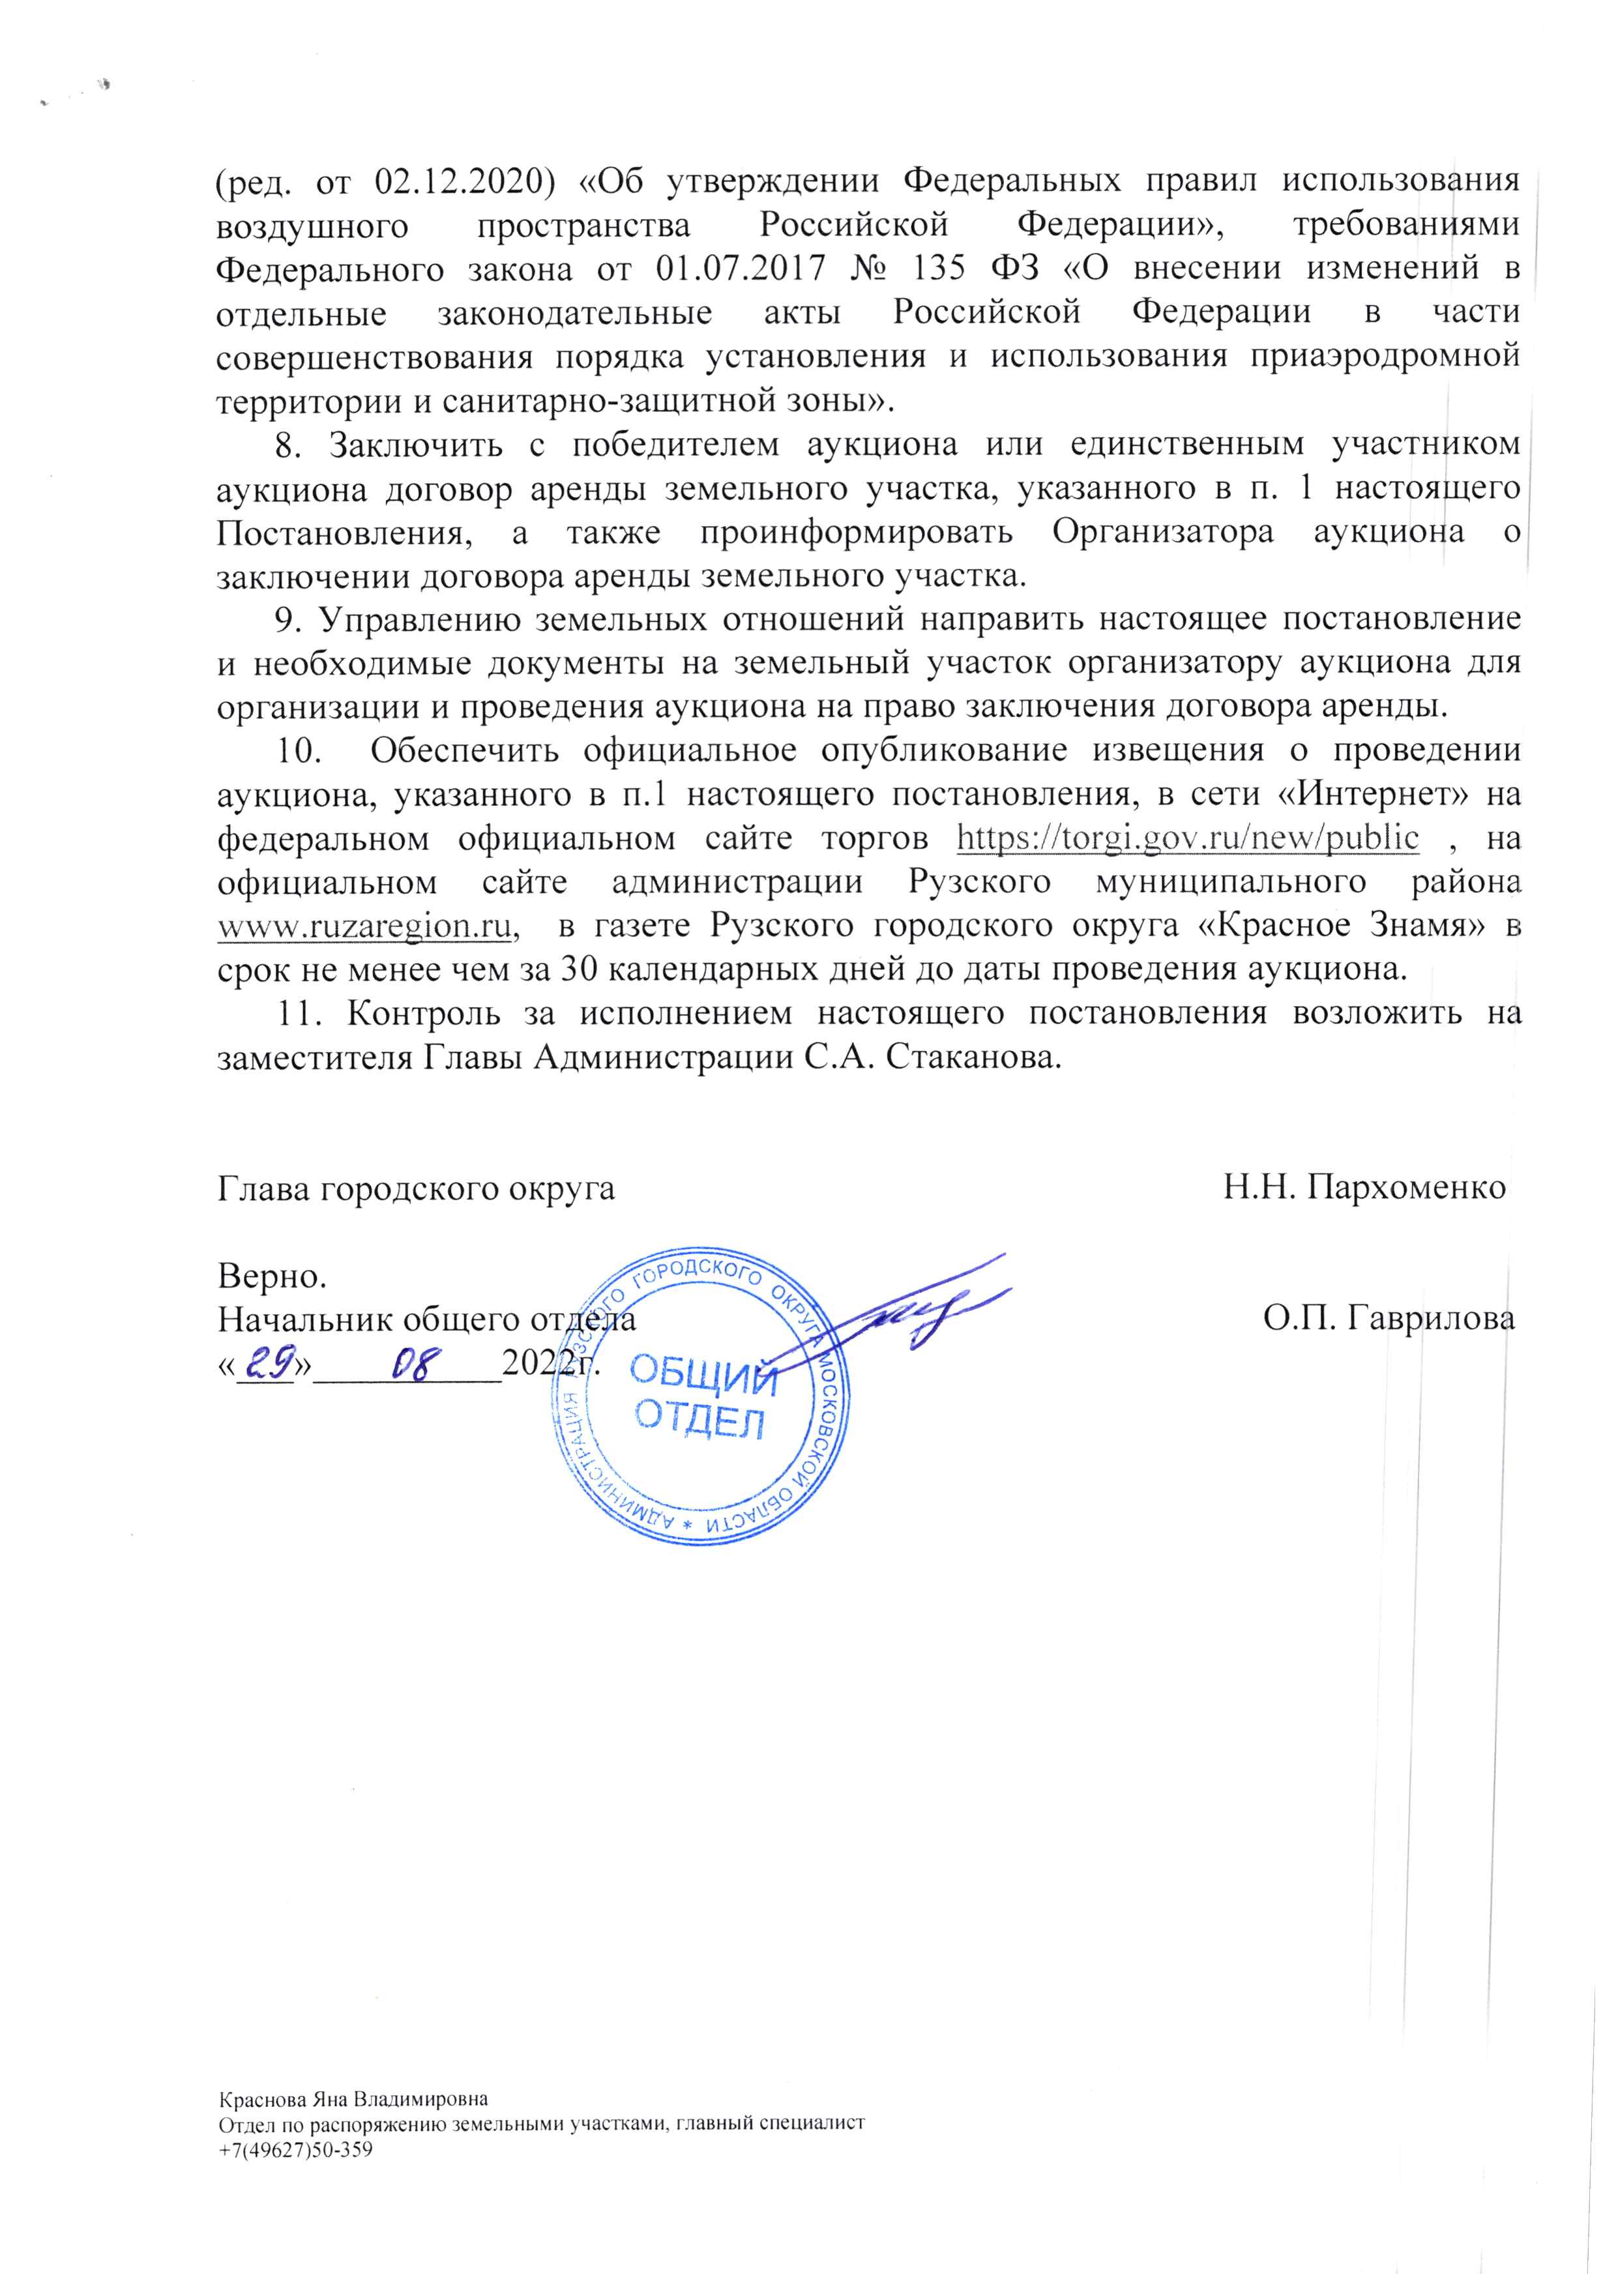 (ред. от 02.12.2020) «Об утверждении Федеральных правил использования
воздушного пространства Российской Федерации», требованиями
Федерального закона от 01.07.2017 № 135 ФЗ «О внесении изменений в
отдельные законодательные акты Российской Федерации в части
совершенствования порядка установления и использования приаэродромной
территории и санитарно-защитной зоны».
8. Заключить с победителем аукциона или единственным участником
аукциона договор аренды земельного участка, указанного в п. 1 настоящего
Постановления, а также проинформировать Организатора аукциона о
заключении договора аренды земельного участка.
9. Управлению земельных отношений направить настоящее постановление
и необходимые документы на земельный участок организатору аукциона для
организации и проведения аукциона на право заключения договора аренды.
10. Обеспечить официальное опубликование извещения о проведении
аукциона, указанного в п.1 настоящего постановления, в сети «Интернет» на
федеральном официальном сайте торгов https://torgi.gov.ru/new/public , на
официальном сайте администрации Рузского муниципального района
www.ruzaregion.ru, в газете Рузского городского округа «Красное Знамя» в
срок не менее чем за 30 календарных дней до даты проведения аукциона.
11. Контроль за исполнением настоящего постановления возложить на
заместителя Главы Администрации С.А. Стаканова.
Глава городского округа Н.Н. Пархоменко
Верно.
Начальник общего отдела О.П. Гаврилова
«29» 08 2022г.
АДМИНИСТРАЦИЯ РУЗСКОГО ГОРОДСКОГО ОКРУГА МОСКОВСКОЙ ОБЛАСТИ *
ОБЩИЙ
ОТДЕЛ
Краснова Яна Владимировна
Отдел по распоряжению земельными участками, главный специалист
+7(49627)50-359